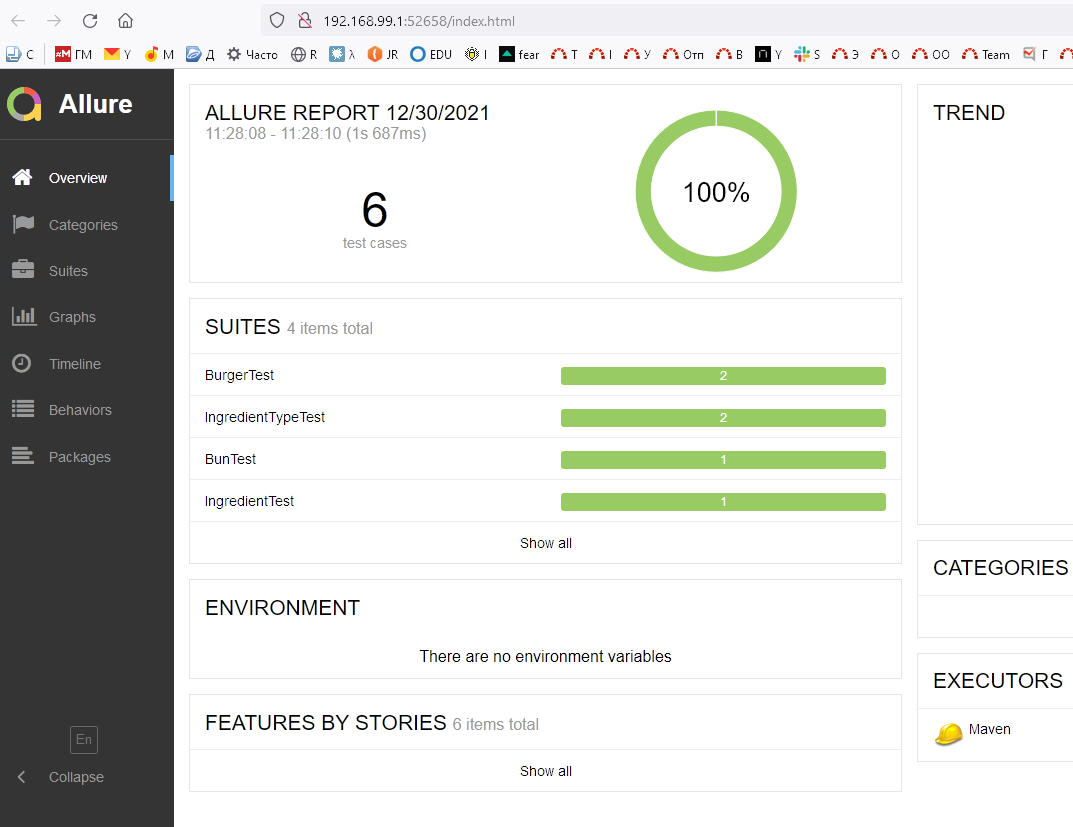 192.168.99.1:52658/index.html
С ГМ Y М Д Часто R λ JR EDU I fear Т I У Отп В Y S Э О ОО Team Г
Allure
Overview
Categories
Suites
Graphs
Timeline
Behaviors
Packages
En
Collapse
ALLURE REPORT 12/30/2021
11:28:08 - 11:28:10 (1s 687ms)
6
test cases
100%
SUITES 4 items total
BurgerTest 2
IngredientTypeTest 2
BunTest 1
IngredientTest 1
Show all
ENVIRONMENT
There are no environment variables
FEATURES BY STORIES 6 items total
Show all
TREND
CATEGORIES
EXECUTORS
Maven